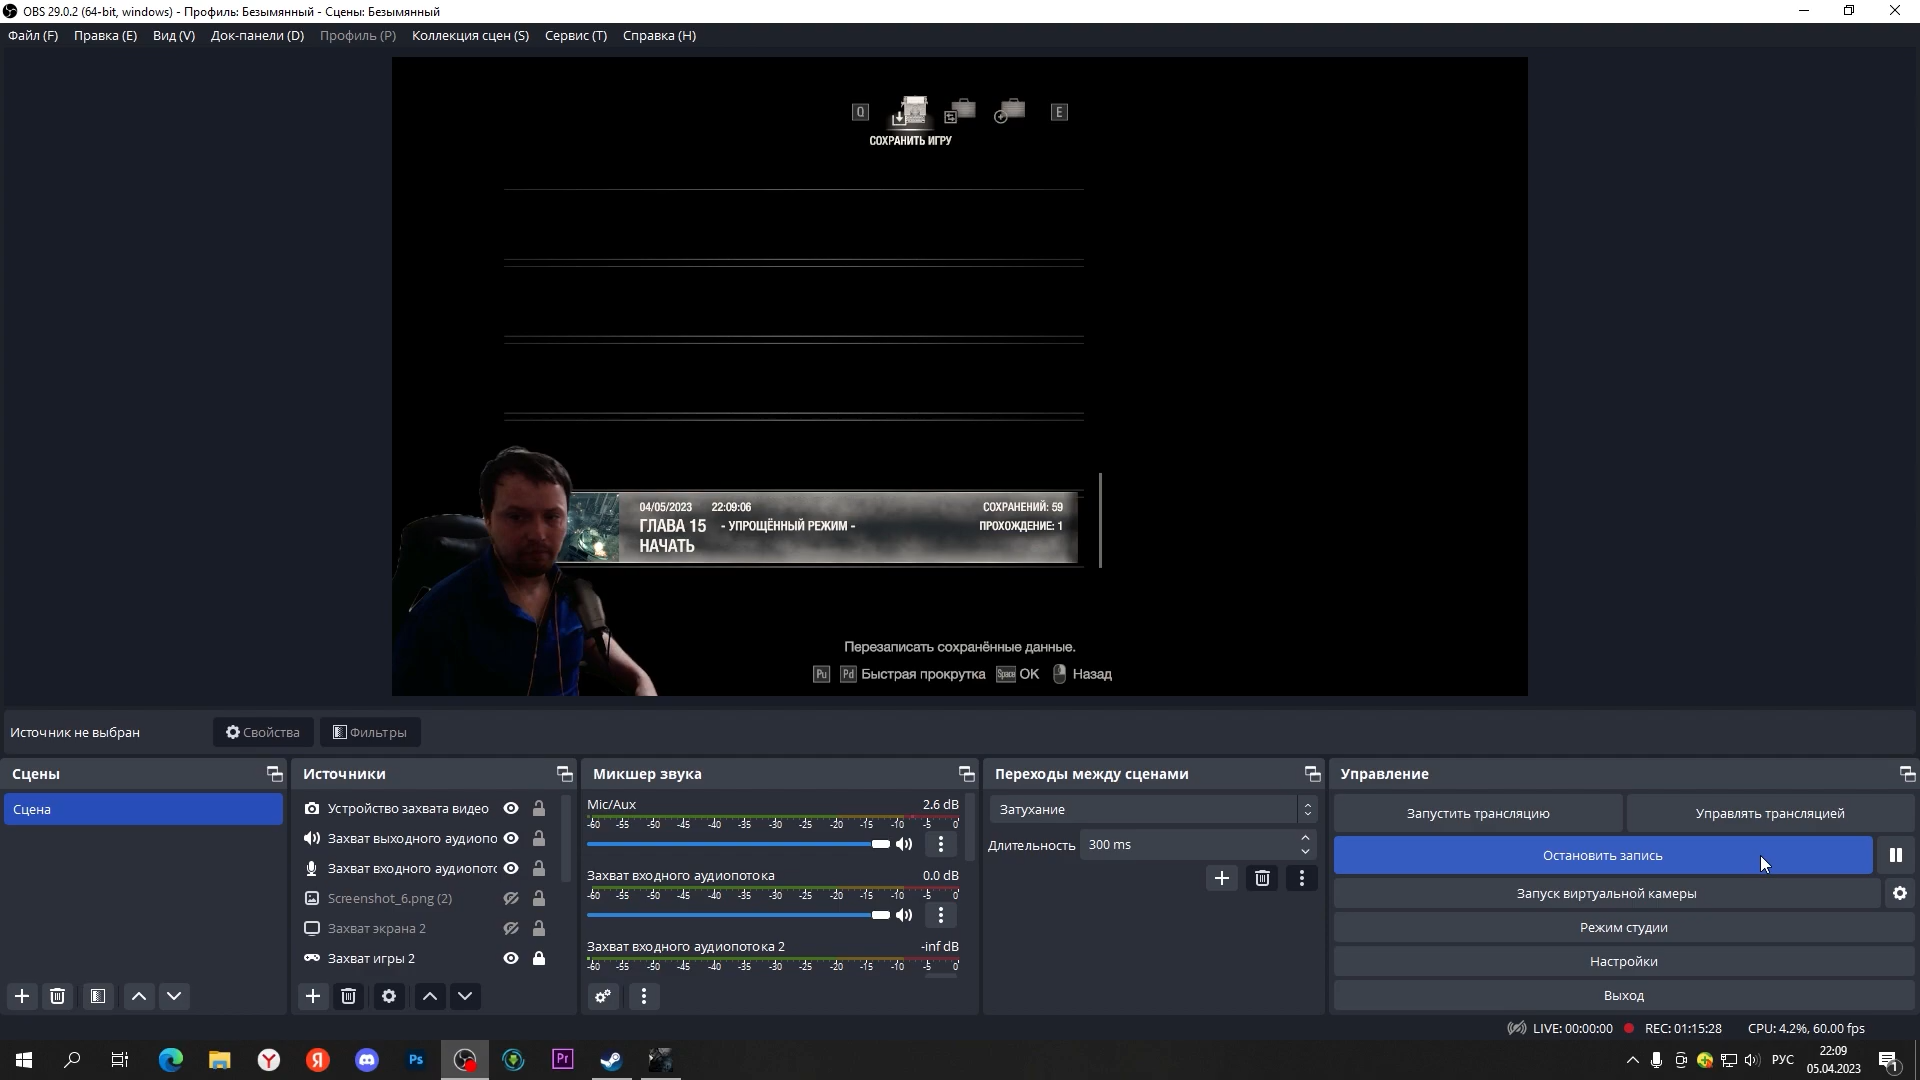 OBS 29.0.2 (64-bit, windows) - Профиль: Безымянный - Сцены: Безымянный
Файл (F) Правка (E) Вид (V) Док-панели (D) Профиль (P) Коллекция сцен (S) Сервис (T) Справка (H)
Q E
СОХРАНИТЬ ИГРУ
04/05/2023 22:09:06 СОХРАНЕНИЙ: 59
ГЛАВА 15 - УПРОЩЁННЫЙ РЕЖИМ - ПРОХОЖДЕНИЕ: 1
НАЧАТЬ
Перезаписать сохранённые данные.
Pu Pd Быстрая прокрутка Space OK Назад
Источник не выбран Свойства Фильтры
Сцены
Сцена
Источники
Устройство захвата видео
Захват выходного аудиопо
Захват входного аудиопотс
Screenshot_6.png (2)
Захват экрана 2
Захват игры 2
Микшер звука
Mic/Aux 2.6 dB
-60 -55 -50 -45 -40 -35 -30 -25 -20 -15 -10 -5 0
Захват входного аудиопотока 0.0 dB
-60 -55 -50 -45 -40 -35 -30 -25 -20 -15 -10 -5 0
Захват входного аудиопотока 2 -inf dB
-60 -55 -50 -45 -40 -35 -30 -25 -20 -15 -10 -5 0
Переходы между сценами
Затухание
Длительность 300 ms
Управление
Запустить трансляцию Управлять трансляцией
Остановить запись
Запуск виртуальной камеры
Режим студии
Настройки
Выход
LIVE: 00:00:00 REC: 01:15:28 CPU: 4.2%, 60.00 fps
Y Я Ps Pr РУС 22:09
05.04.2023 1